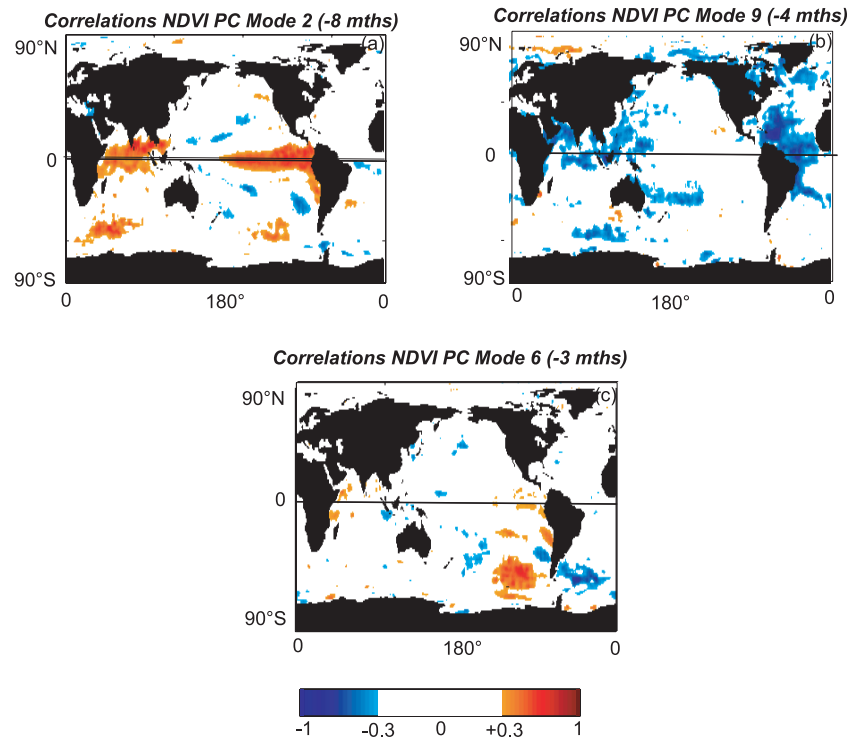 Correlations NDVI PC Mode 2 (-8 mths)
(a)
90°N
0
90°S
0
180°
0
Correlations NDVI PC Mode 9 (-4 mths)
(b)
90°N
0
90°S
0
180°
0
Correlations NDVI PC Mode 6 (-3 mths)
(c)
90°N
0
90°S
0
180°
0
-1
-0.3
0
+0.3
1